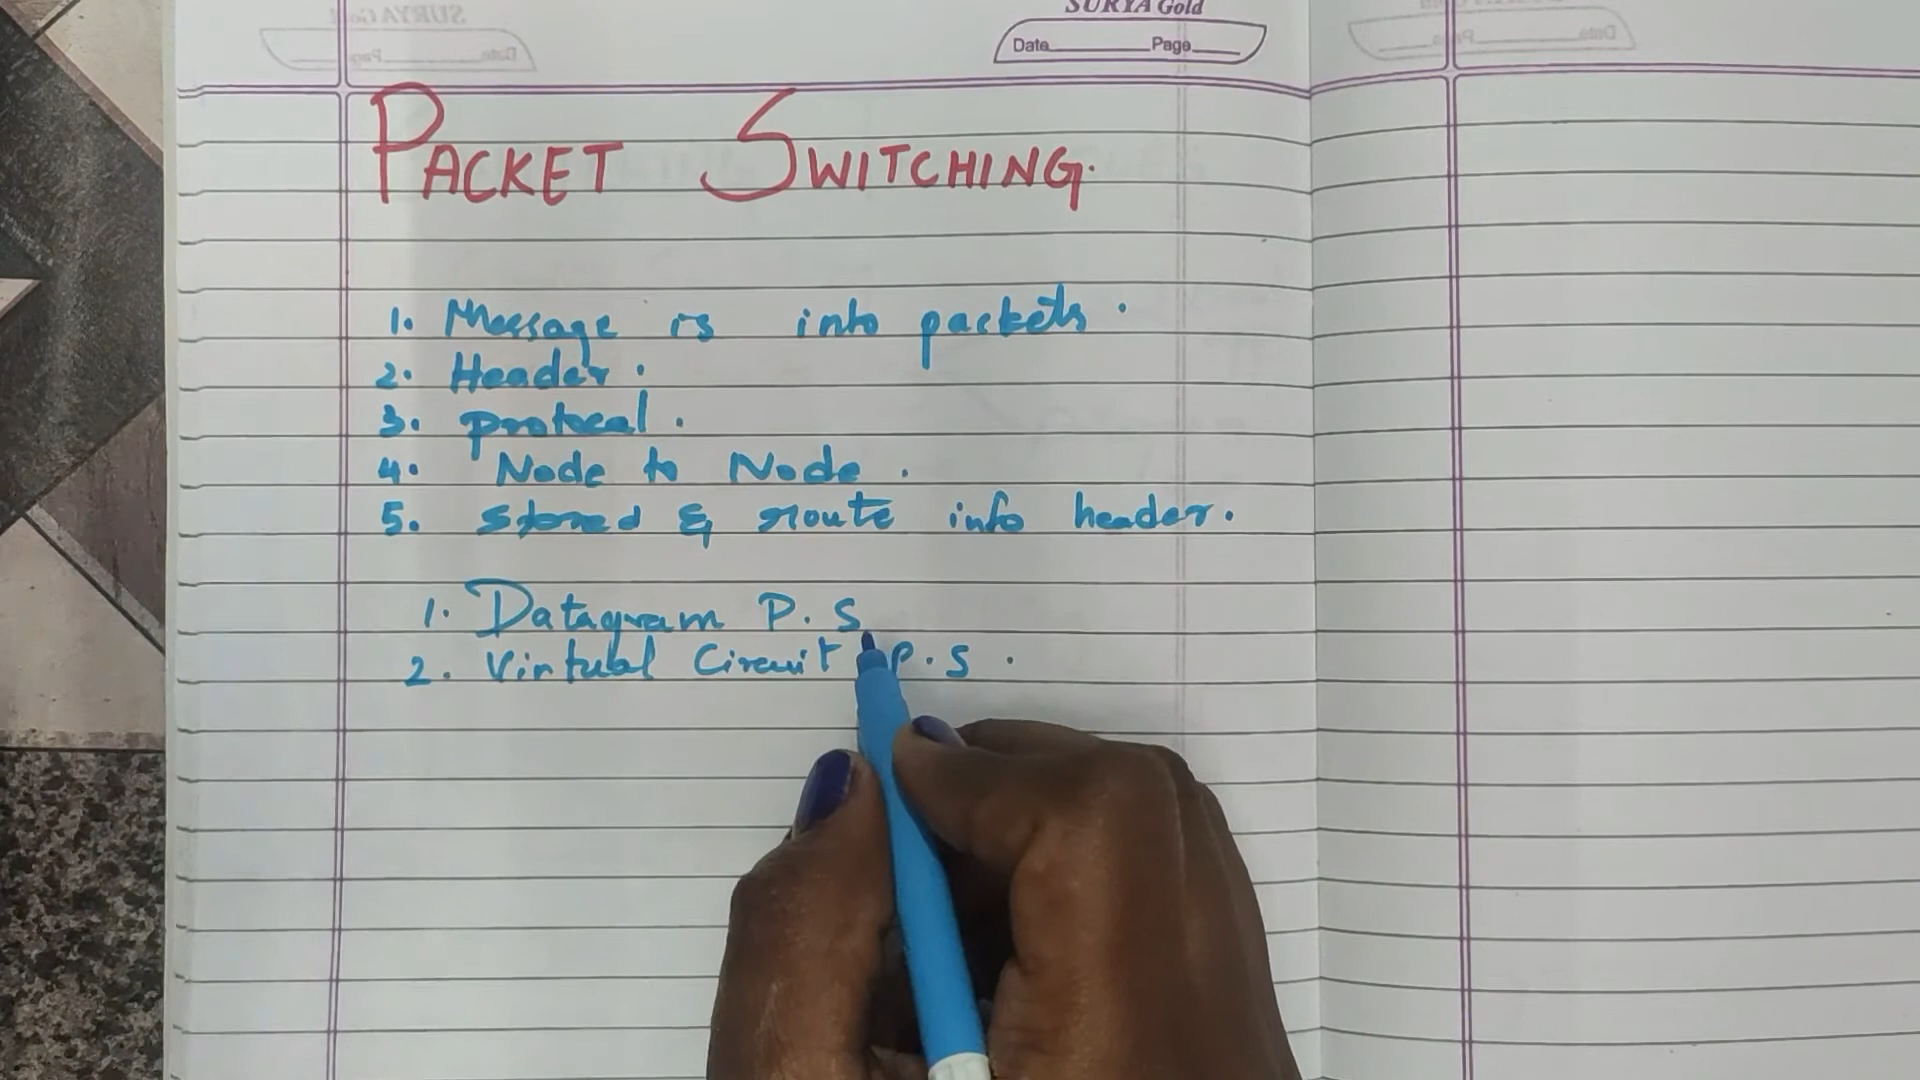 SURYA Gold
Date Page
PACKET SWITCHING.
1. Message is into packets.
2. Header.
3. protocal.
4. Node to Node.
5. stored & route info header.
1. Datagram P.S
2. Virtual Circuit P.S.